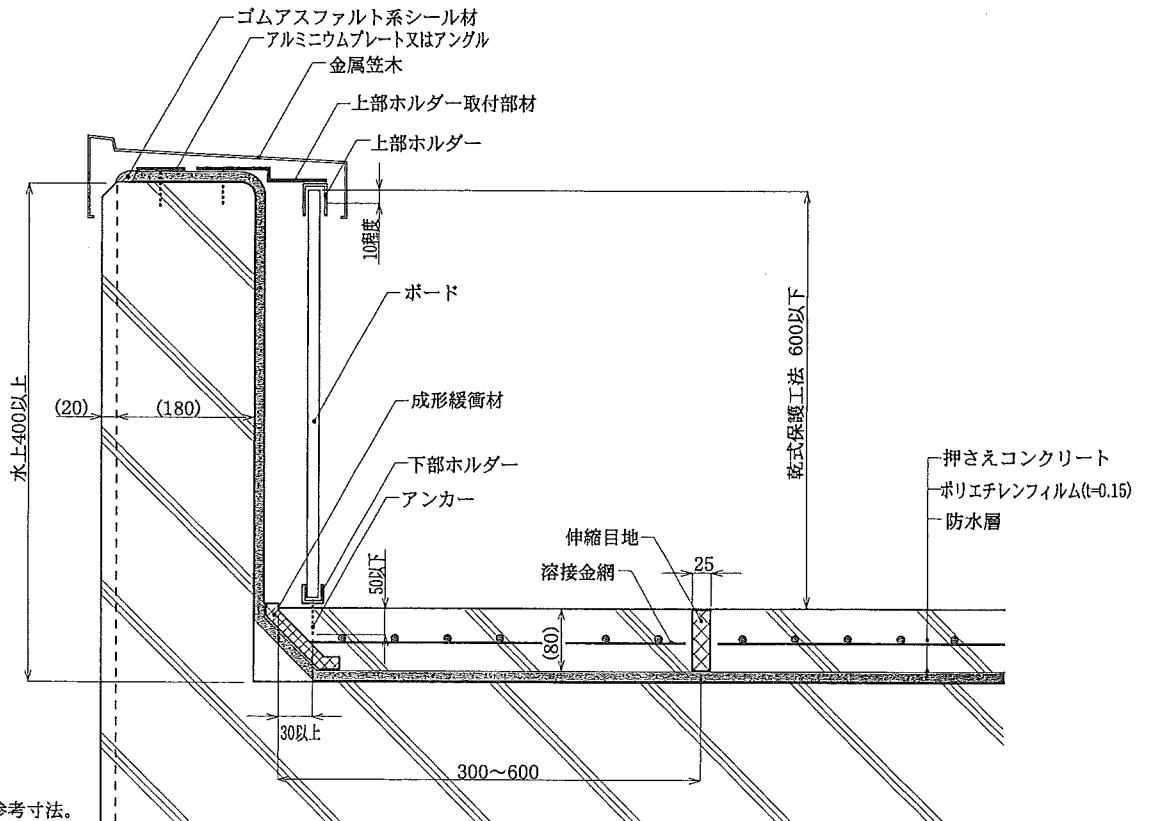 ゴムアスファルト系シール材
アルミニウムプレート又はアングル
金属笠木
上部ホルダー取付部材
上部ホルダー
10程度
ボード
水上400以上
(20)
(180)
成形緩衝材
乾式保護工法 600以下
下部ホルダー
アンカー
押さえコンクリート
ポリエチレンフィルム(t=0.15)
防水層
伸縮目地
溶接金網
25
50以下
(80)
30以上
300〜600
参考寸法。